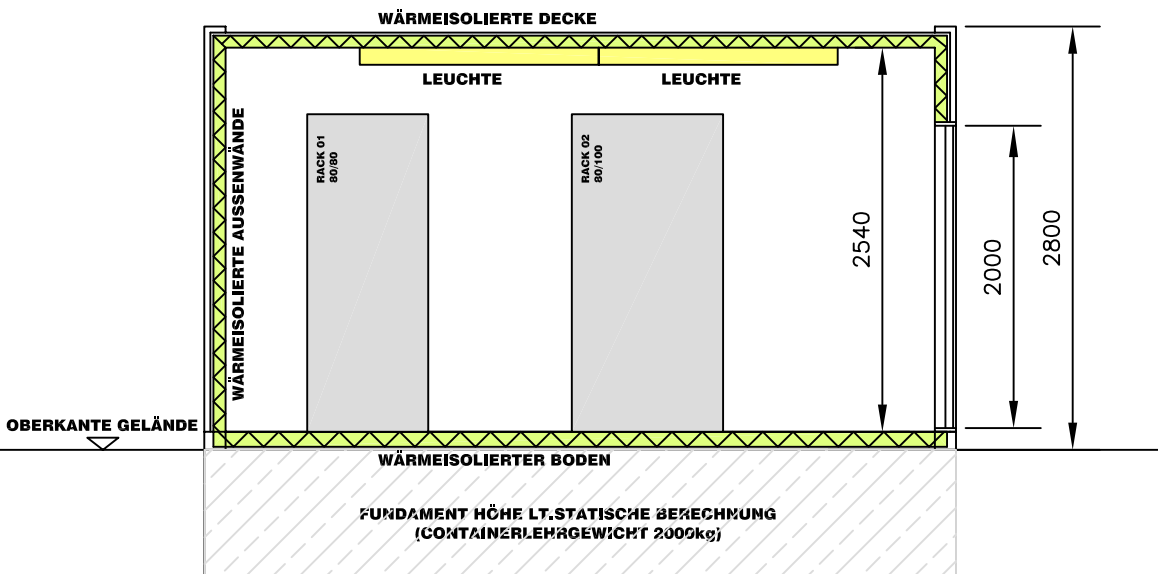 WÄRMEISOLIERTE DECKE
LEUCHTE
LEUCHTE
WÄRMEISOLIERTE AUSSENWÄNDE
RACK 01
80/80
RACK 02
80/100
2540
2000
2800
OBERKANTE GELÄNDE
WÄRMEISOLIERTER BODEN
FUNDAMENT HÖHE LT.STATISCHE BERECHNUNG
(CONTAINERLEHRGEWICHT 2000kg)